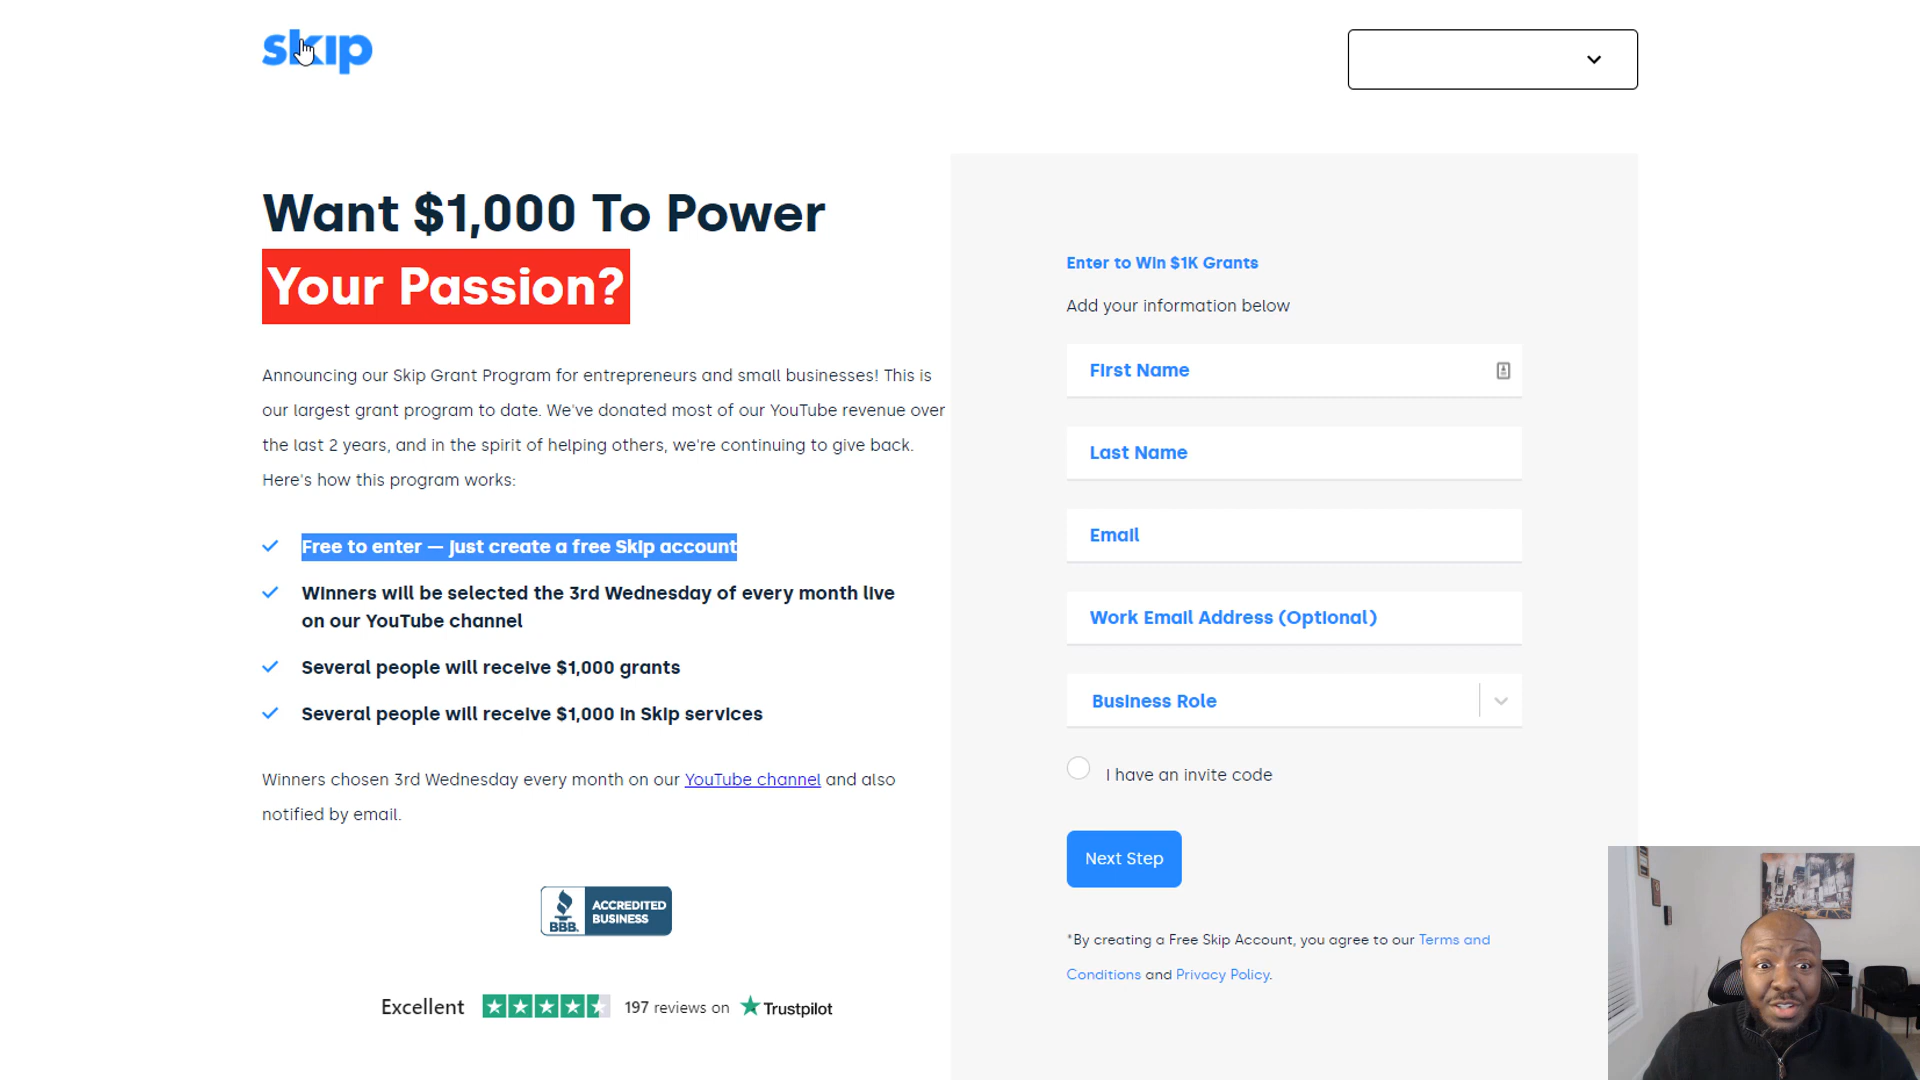 skip
Want $1,000 To Power
Your Passion?
Announcing our Skip Grant Program for entrepreneurs and small businesses! This is
our largest grant program to date. We've donated most of our YouTube revenue over
the last 2 years, and in the spirit of helping others, we're continuing to give back.
Here's how this program works:
Free to enter — just create a free Skip account
Winners will be selected the 3rd Wednesday of every month live
on our YouTube channel
Several people will receive $1,000 grants
Several people will receive $1,000 in Skip services
Winners chosen 3rd Wednesday every month on our YouTube channel and also
notified by email.
BBB.
ACCREDITED
BUSINESS
Excellent
197 reviews on
Trustpilot
Enter to Win $1K Grants
Add your information below
First Name
Last Name
Email
Work Email Address (Optional)
Business Role
I have an invite code
Next Step
*By creating a Free Skip Account, you agree to our Terms and
Conditions and Privacy Policy.